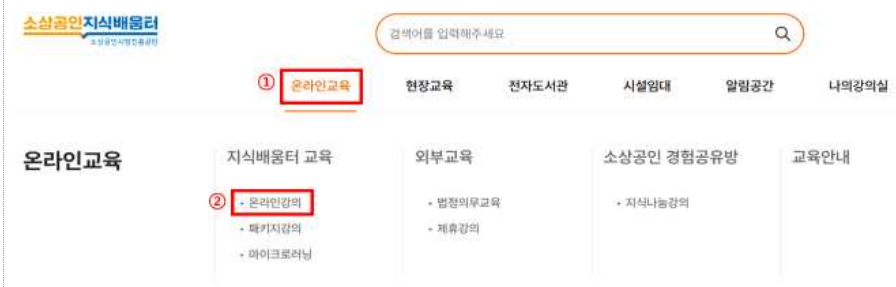 소상공인지식배움터
소상공인시장진흥공단
검색어를 입력해주세요
① 온라인교육 현장교육 전자도서관 시설임대 알림공간 나의강의실
온라인교육 지식배움터 교육 외부교육 소상공인 경험공유방 교육안내
② • 온라인강의 • 법정의무교육 • 지식나눔강의
• 패키지강의 • 제휴강의
• 마이크로러닝